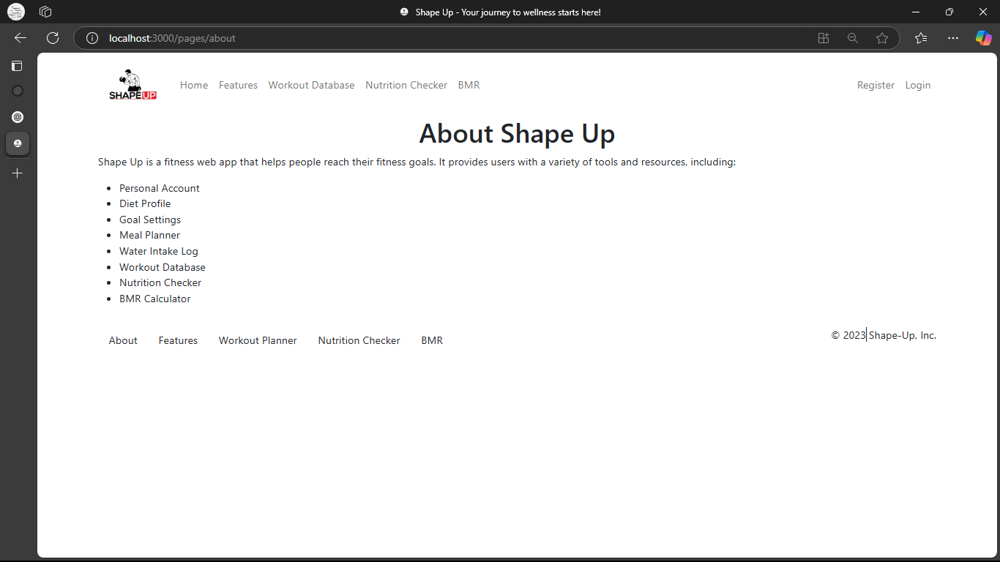 Shape Up - Your journey to wellness starts here!
localhost:3000/pages/about
SHAPEUP
Home Features Workout Database Nutrition Checker BMR Register Login
About Shape Up
Shape Up is a fitness web app that helps people reach their fitness goals. It provides users with a variety of tools and resources, including:
• Personal Account
• Diet Profile
• Goal Settings
• Meal Planner
• Water Intake Log
• Workout Database
• Nutrition Checker
• BMR Calculator
About Features Workout Planner Nutrition Checker BMR © 2023 Shape-Up, Inc.